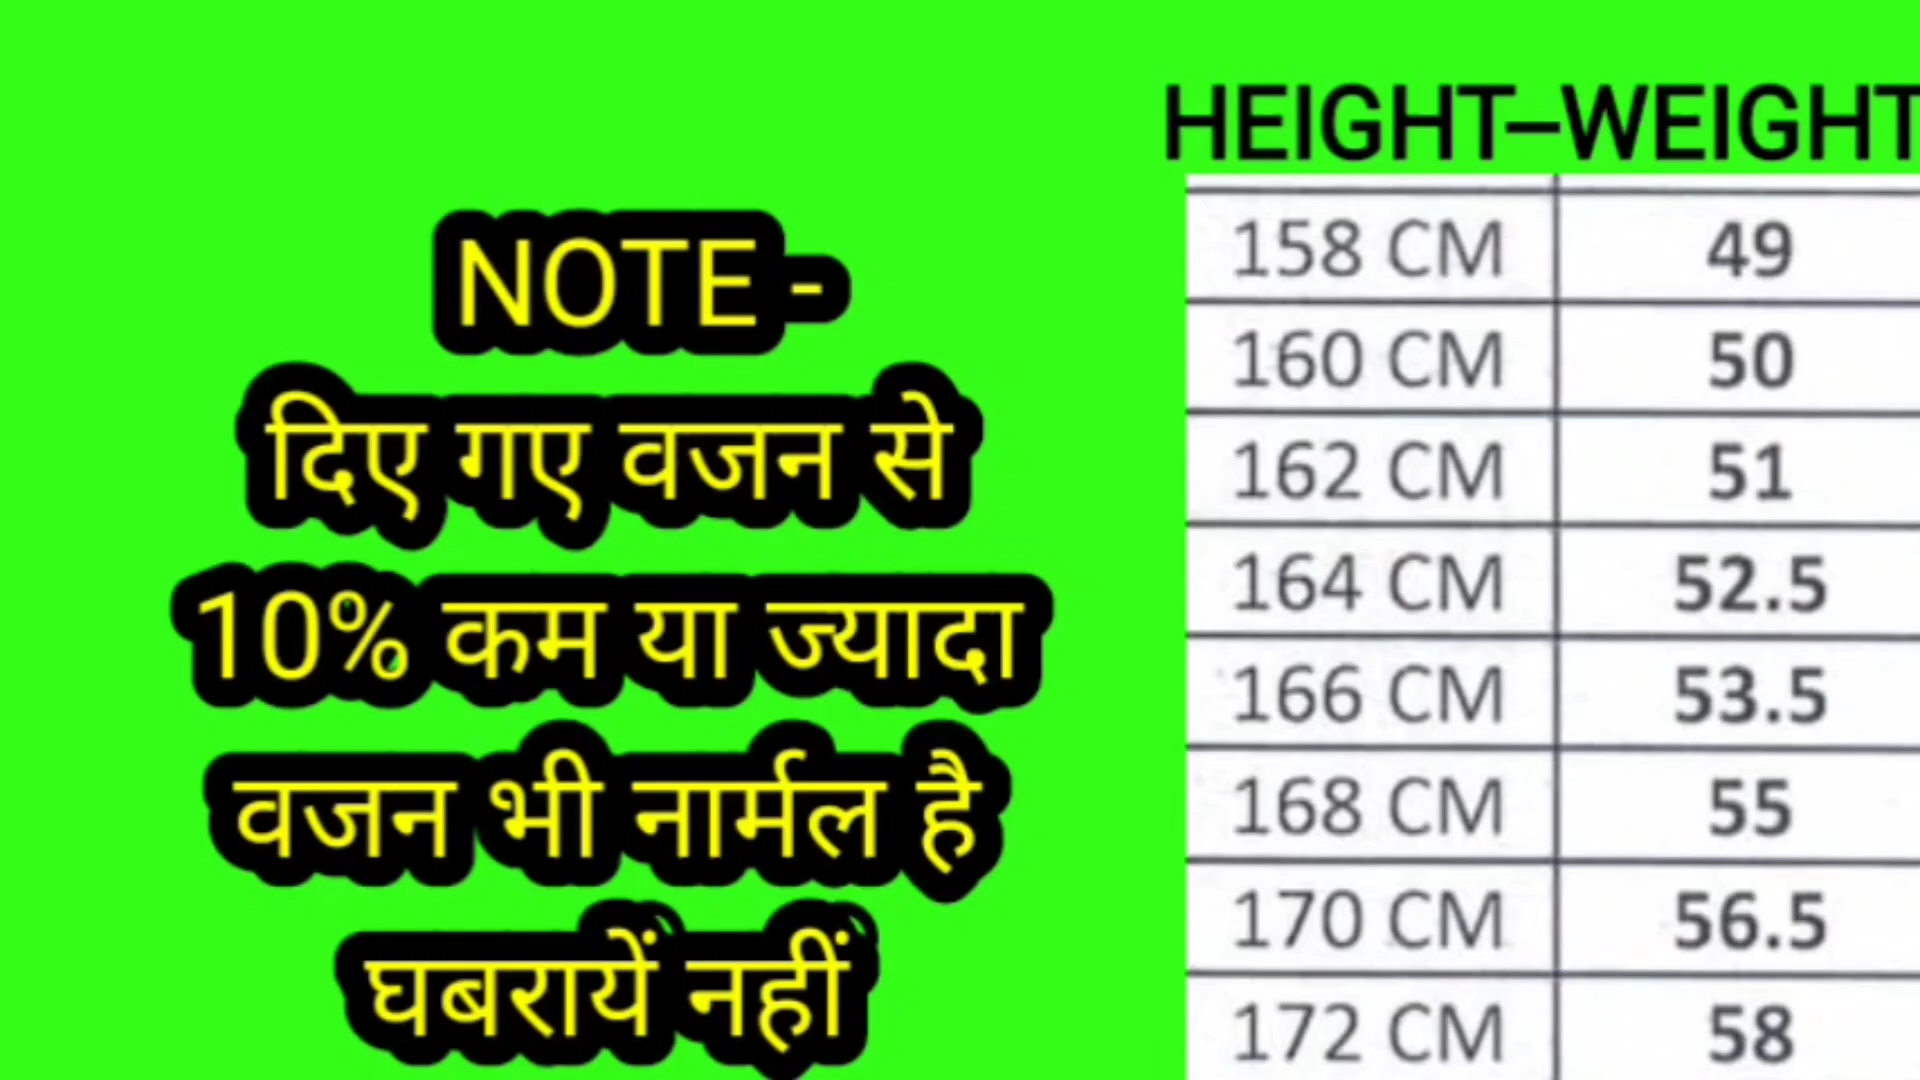 HEIGHT–WEIGHT
NOTE -
दिए गए वजन से
10% कम या ज्यादा
वजन भी नार्मल है
घबरायें नहीं
158 CM 49
160 CM 50
162 CM 51
164 CM 52.5
166 CM 53.5
168 CM 55
170 CM 56.5
172 CM 58